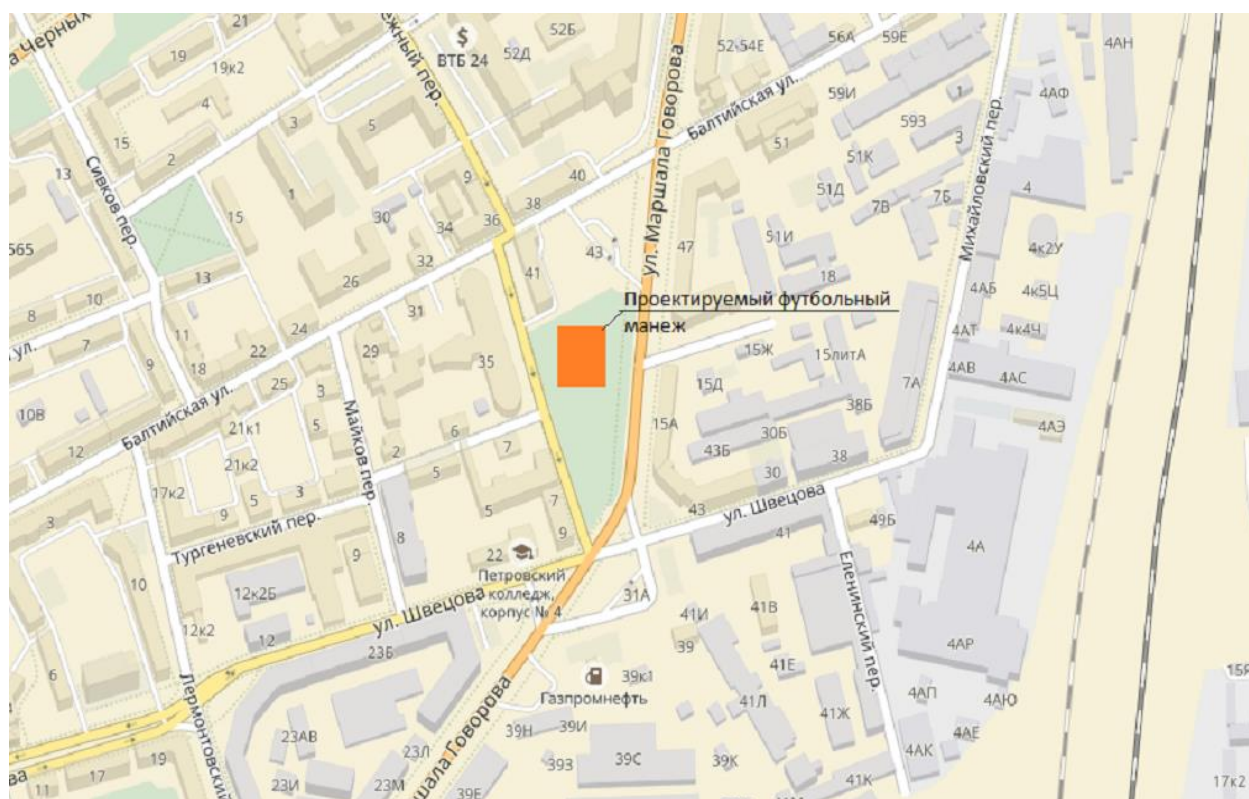 а Черных
21
19
19к2
4
15
3
5
2
13
Сивков пер.
1
15
565
13
10
8
ул.
7
9
11
18
ВТБ 24
52Д
52Б
9
40
38
36
30
34
32
26
31
24
22
29
25
3
41
43
35
ул. Маршала Говорова
52-54Е
56А
59Е
Балтийская ул.
59И
51
593
51К
51Д
7В
7Б
3
1
4АН
4АФ
4
Михайловский пер.
47
51И
18
4к2У
4АБ
4к5Ц
Проектируемый футбольный
манеж
4АТ
4к4Ч
15Ж
15литА
4АВ
4АС
7А
15Д
38Б
15А
30Б
43Б
38
30
4АЭ
10В
Балтийская ул.
21к1
5
Майков пер.
2
6
7
12
17к2
21к2
5
3
5
5
7
9
43
ул. Швецова
41
49Б
4А
3
9
Тургеневский пер.
8
9
22
Петровский
колледж,
корпус № 4
10
12к2Б
ул. Швецова
31А
Еленинский пер.
12к2
12
23Б
41И
41В
39
4АР
6
41Е
Газпромнефть
39к1
4АП
4АЮ
15Я
Лермонтовский
41Л
41Ж
23АВ
39Н
39И
23Л
4АК
4АЕ
19
393
39С
39К
17
11
23И
23М
39Е
41К
17к2